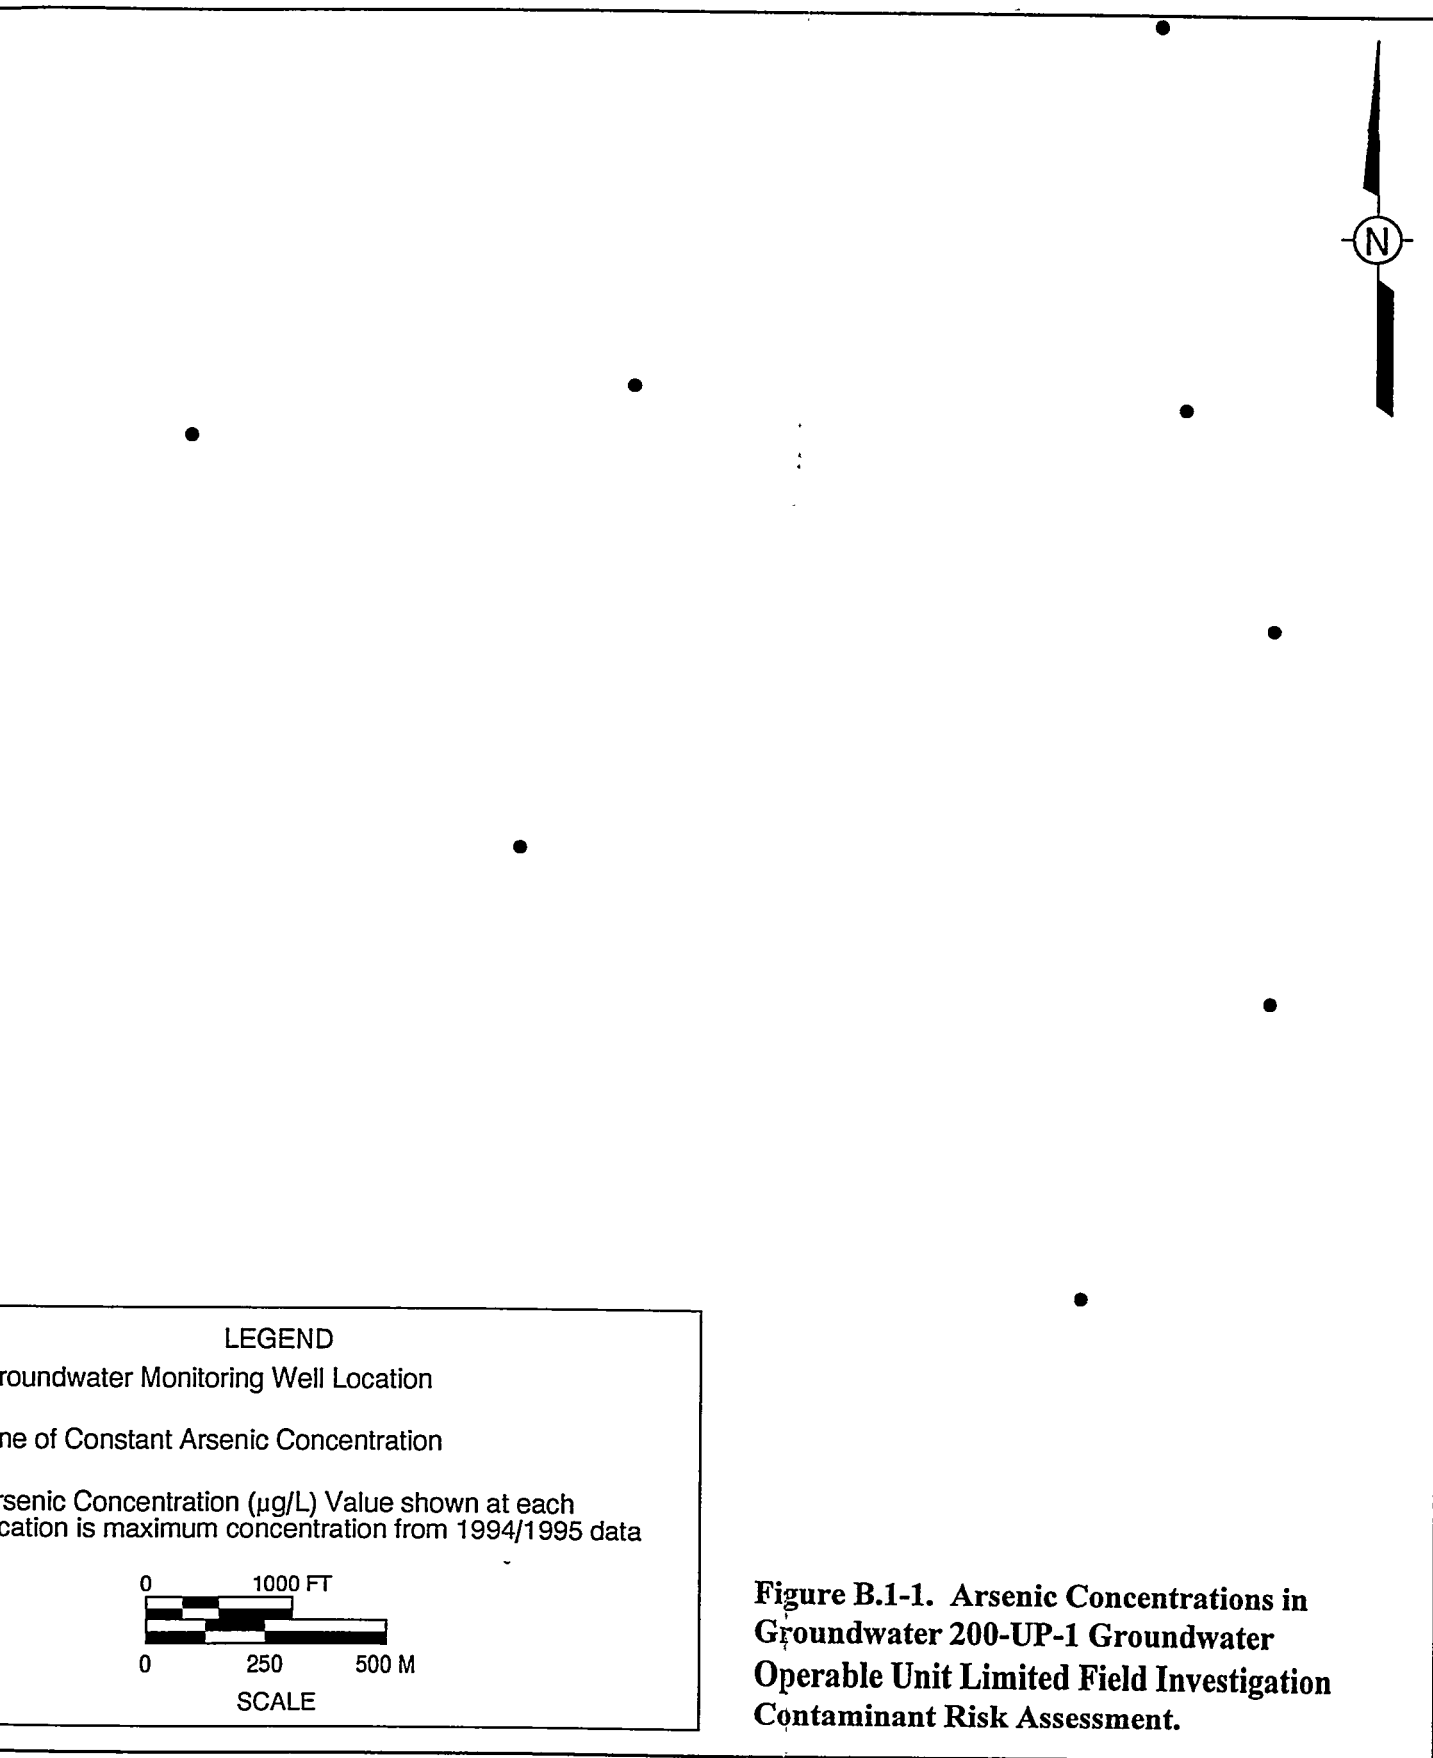 N
LEGEND
roundwater Monitoring Well Location
ne of Constant Arsenic Concentration
rsenic Concentration (µg/L) Value shown at each
cation is maximum concentration from 1994/1995 data
0 1000 FT
0 250 500 M
SCALE
Figure B.1-1. Arsenic Concentrations in
Groundwater 200-UP-1 Groundwater
Operable Unit Limited Field Investigation
Contaminant Risk Assessment.